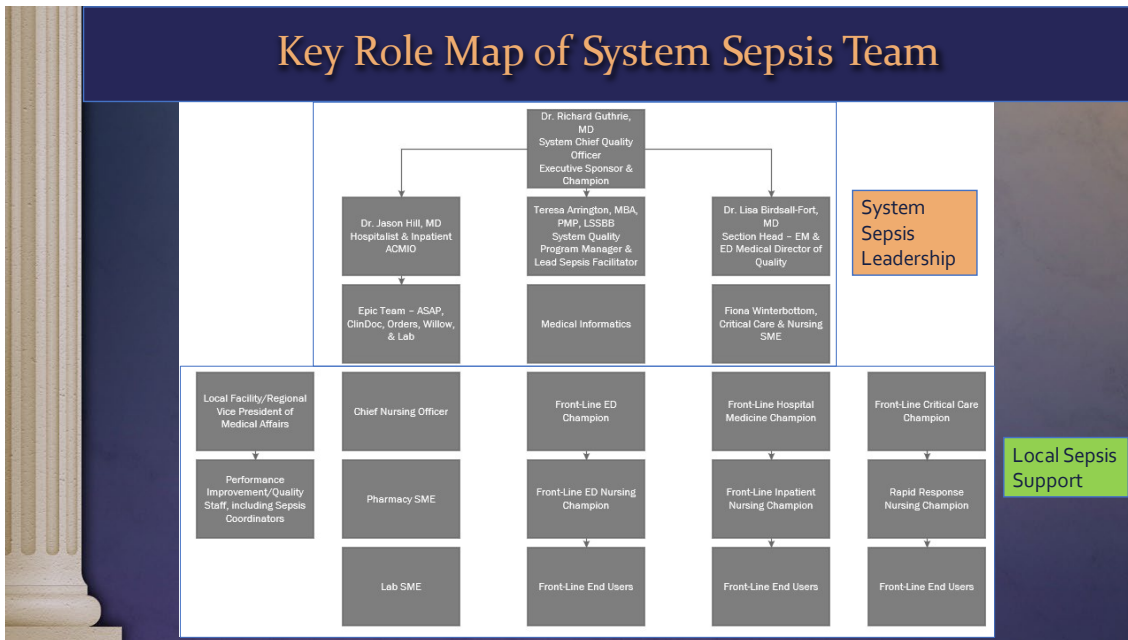 Key Role Map of System Sepsis Team
Dr. Richard Guthrie,
MD
System Chief Quality
Officer
Executive Sponsor &
Champion
Dr. Jason Hill, MD
Hospitalist & Inpatient
ACMIO
Teresa Arrington, MBA,
PMP, LSSBB
System Quality
Program Manager &
Lead Sepsis Facilitator
Dr. Lisa Birdsall-Fort,
MD
Section Head – EM &
ED Medical Director of
Quality
System
Sepsis
Leadership
Epic Team – ASAP,
ClinDoc, Orders, Willow,
& Lab
Medical Informatics
Fiona Winterbottom,
Critical Care & Nursing
SME
Local Facility/Regional
Vice President of
Medical Affairs
Chief Nursing Officer
Front-Line ED
Champion
Front-Line Hospital
Medicine Champion
Front-Line Critical Care
Champion
Local Sepsis
Support
Performance
Improvement/Quality
Staff, including Sepsis
Coordinators
Pharmacy SME
Front-Line ED Nursing
Champion
Front-Line Inpatient
Nursing Champion
Rapid Response
Nursing Champion
Lab SME
Front-Line End Users
Front-Line End Users
Front-Line End Users